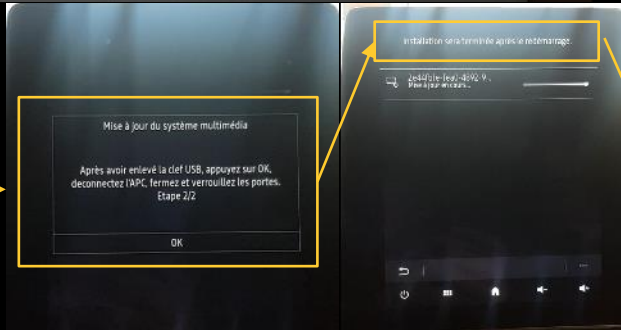 Mise à jour du système multimédia
Après avoir enlevé la clef USB, appuyez sur OK,
deconnectez l'APC, fermez et verrouillez les portes.
Etape 2/2
OK
Installation sera terminée après le redémarrage.
Mise à jour en cours...